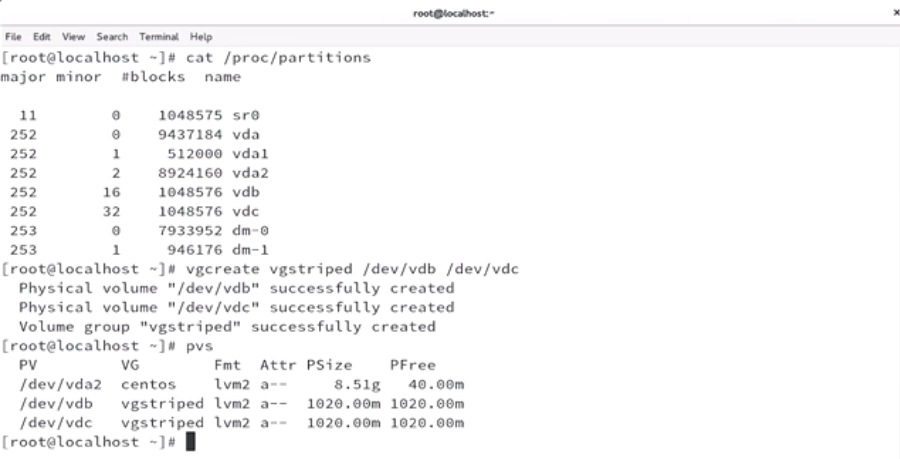 root@localhost:~
×
File Edit View Search Terminal Help
[root@localhost ~]# cat /proc/partitions
major minor  #blocks  name

  11        0    1048575 sr0
 252        0    9437184 vda
 252        1     512000 vda1
 252        2    8924160 vda2
 252       16    1048576 vdb
 252       32    1048576 vdc
 253        0    7933952 dm-0
 253        1     946176 dm-1
[root@localhost ~]# vgcreate vgstriped /dev/vdb /dev/vdc
  Physical volume "/dev/vdb" successfully created
  Physical volume "/dev/vdc" successfully created
  Volume group "vgstriped" successfully created
[root@localhost ~]# pvs
  PV         VG        Fmt  Attr PSize    PFree
  /dev/vda2  centos    lvm2 a--     8.51g   40.00m
  /dev/vdb   vgstriped lvm2 a--  1020.00m 1020.00m
  /dev/vdc   vgstriped lvm2 a--  1020.00m 1020.00m
[root@localhost ~]#